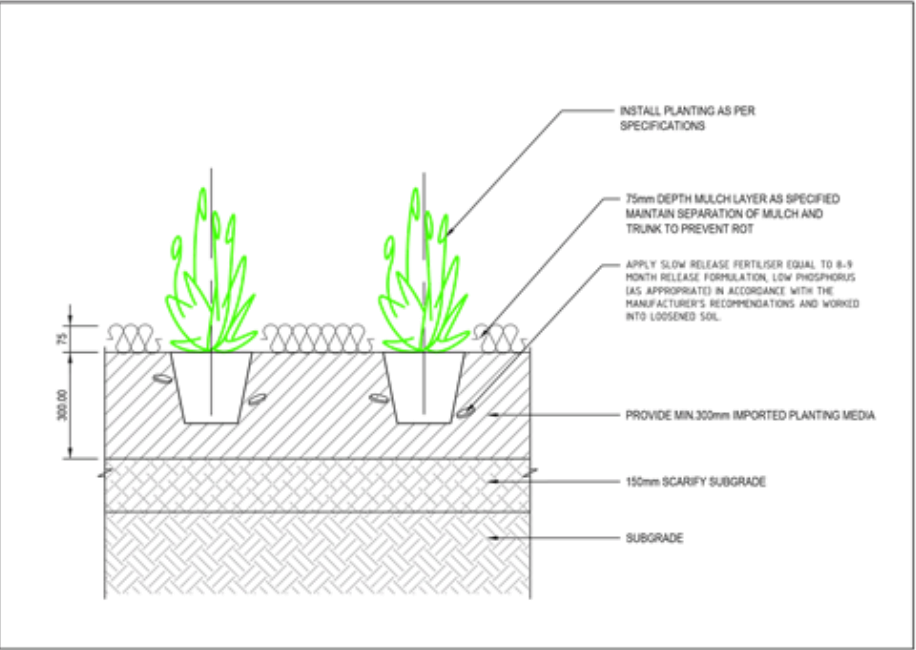 INSTALL PLANTING AS PER
SPECIFICATIONS
75mm DEPTH MULCH LAYER AS SPECIFIED
MAINTAIN SEPARATION OF MULCH AND
TRUNK TO PREVENT ROT
APPLY SLOW RELEASE FERTILISER EQUAL TO 8-9
MONTH RELEASE FORMULATION, LOW PHOSPHORUS
(AS APPROPRIATE) IN ACCORDANCE WITH THE
MANUFACTURER'S RECOMMENDATIONS AND WORKED
INTO LOOSENED SOIL.
75
300.00
PROVIDE MIN.300mm IMPORTED PLANTING MEDIA
150mm SCARIFY SUBGRADE
SUBGRADE